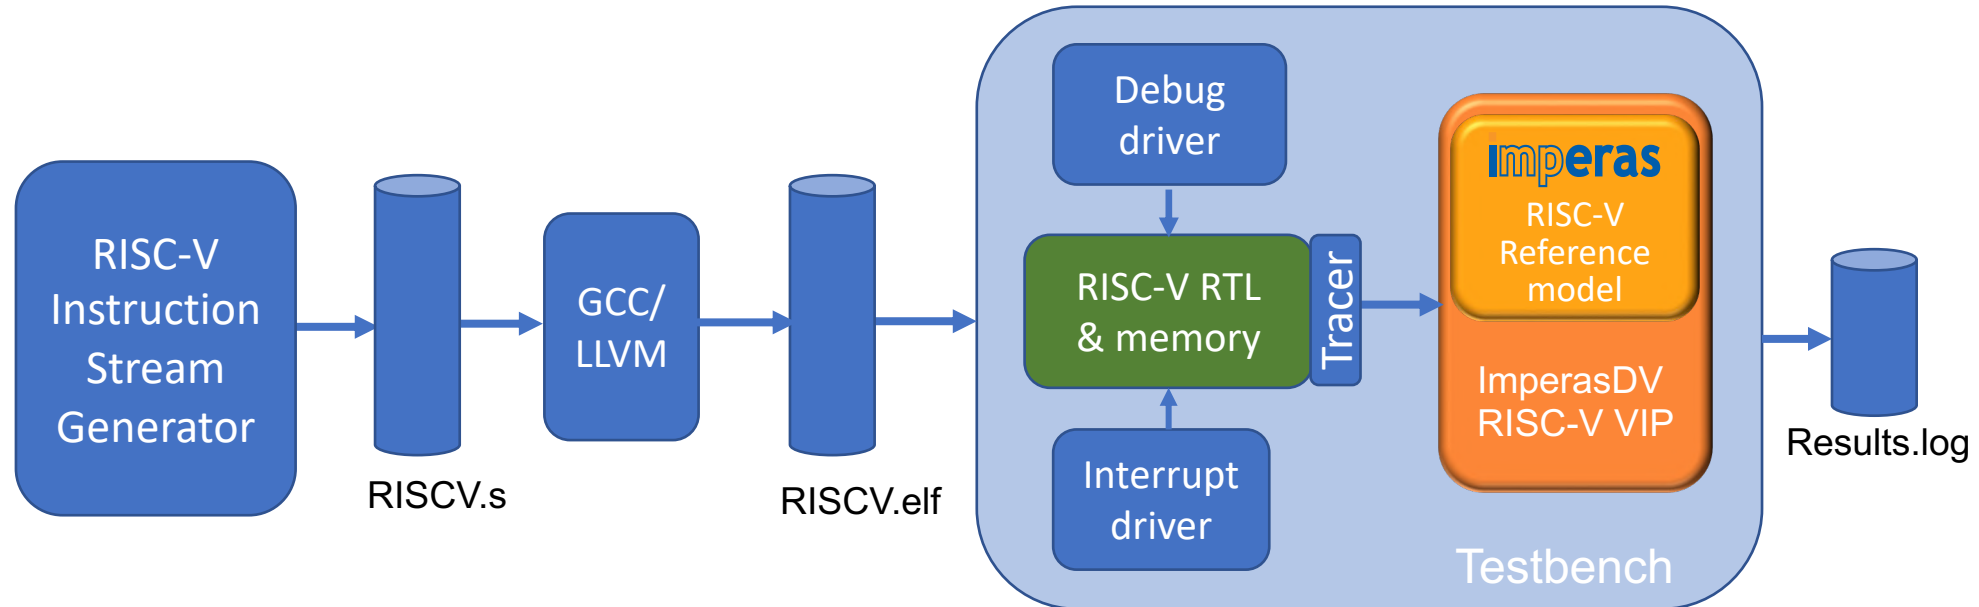 RISC-V
Instruction
Stream
Generator
RISCV.s
GCC/
LLVM
RISCV.elf
Debug
driver
RISC-V RTL
& memory
Tracer
Interrupt
driver
imperas
RISC-V
Reference
model
ImperasDV
RISC-V VIP
Testbench
Results.log